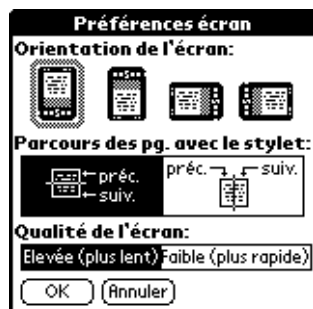 Préférences écran
Orientation de l'écran:
Parcours des pg. avec le stylet:
préc.
suiv.
préc. suiv.
Qualité de l'écran:
Elevée (plus lent) Faible (plus rapide)
OK Annuler